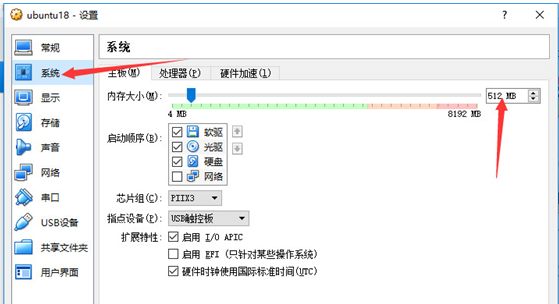 ubuntu18 - 设置
?
×
常规
系统
显示
存储
声音
网络
串口
USB设备
共享文件夹
用户界面
系统
主板(M) 处理器(P) 硬件加速(L)
内存大小(M): 512 MB
4 MB 8192 MB
启动顺序(B): 软驱
光驱
硬盘
网络
芯片组(C): PIIX3
指点设备(P): USB触控板
扩展特性: 启用 I/O APIC
启用 EFI (只针对某些操作系统)
硬件时钟使用国际标准时间(UTC)